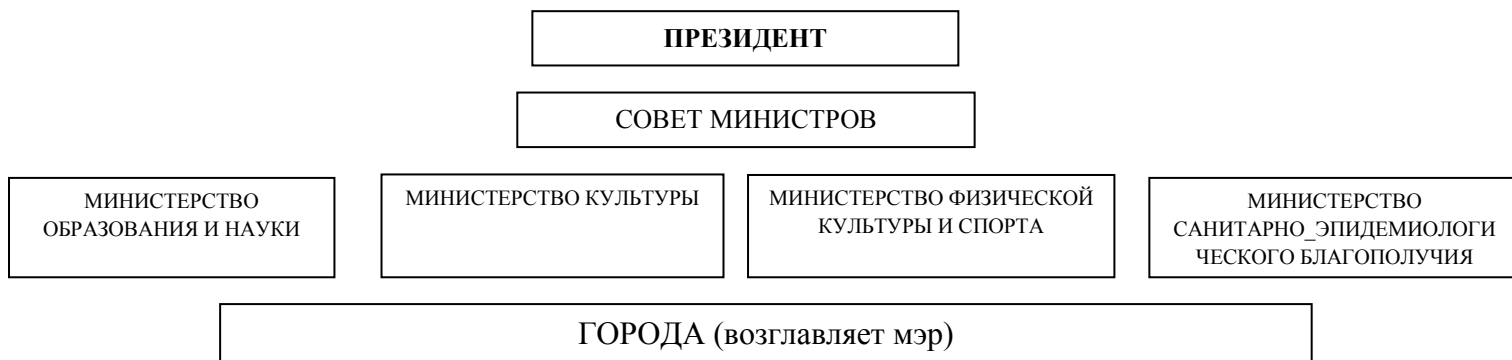 ПРЕЗИДЕНТ
СОВЕТ МИНИСТРОВ
МИНИСТЕРСТВО
ОБРАЗОВАНИЯ И НАУКИ
МИНИСТЕРСТВО КУЛЬТУРЫ
МИНИСТЕРСТВО ФИЗИЧЕСКОЙ
КУЛЬТУРЫ И СПОРТА
МИНИСТЕРСТВО
САНИТАРНО_ЭПИДЕМИОЛОГИ
ЧЕСКОГО БЛАГОПОЛУЧИЯ
ГОРОДА (возглавляет мэр)